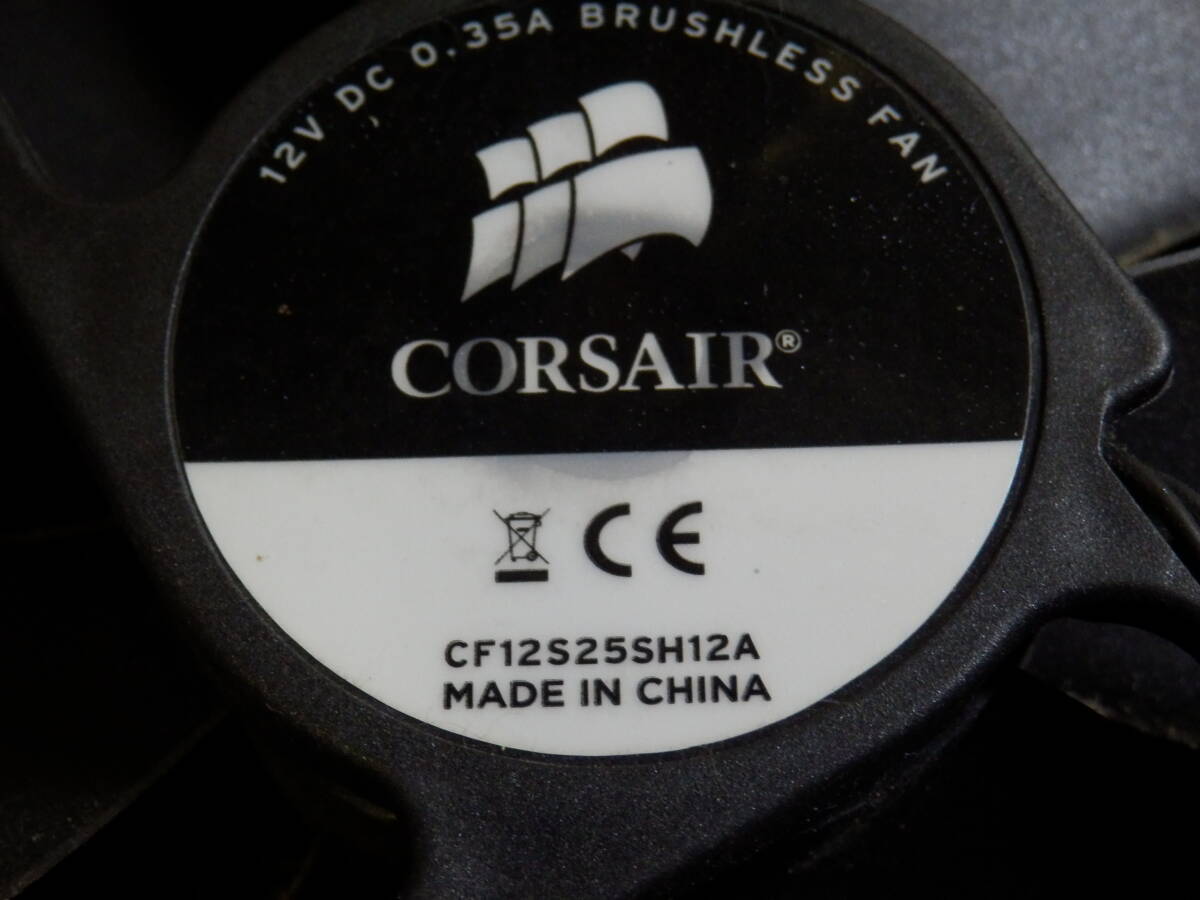 12V DC 0.35A BRUSHLESS FAN
CORSAIR®
CE
CF12S25SH12A
MADE IN CHINA